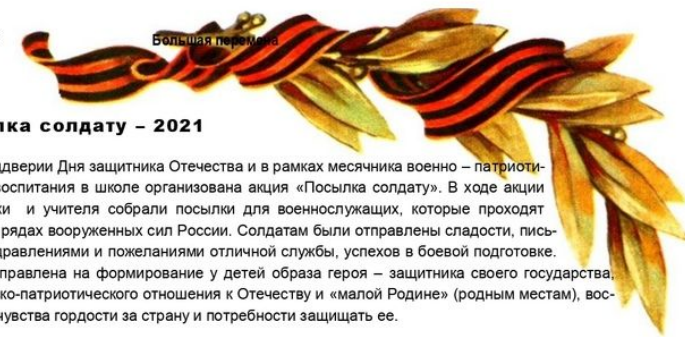 Большая перемена
лка солдату – 2021
ддверии Дня защитника Отечества и в рамках месячника военно – патриоти-
воспитания в школе организована акция «Посылка солдату». В ходе акции
ки и учителя собрали посылки для военнослужащих, которые проходят
рядах вооруженных сил России. Солдатам были отправлены сладости, пись-
дравлениями и пожеланиями отличной службы, успехов в боевой подготовке.
правлена на формирование у детей образа героя – защитника своего государства,
ко-патриотического отношения к Отечеству и «малой Родине» (родным местам), вос-
чувства гордости за страну и потребности защищать ее.